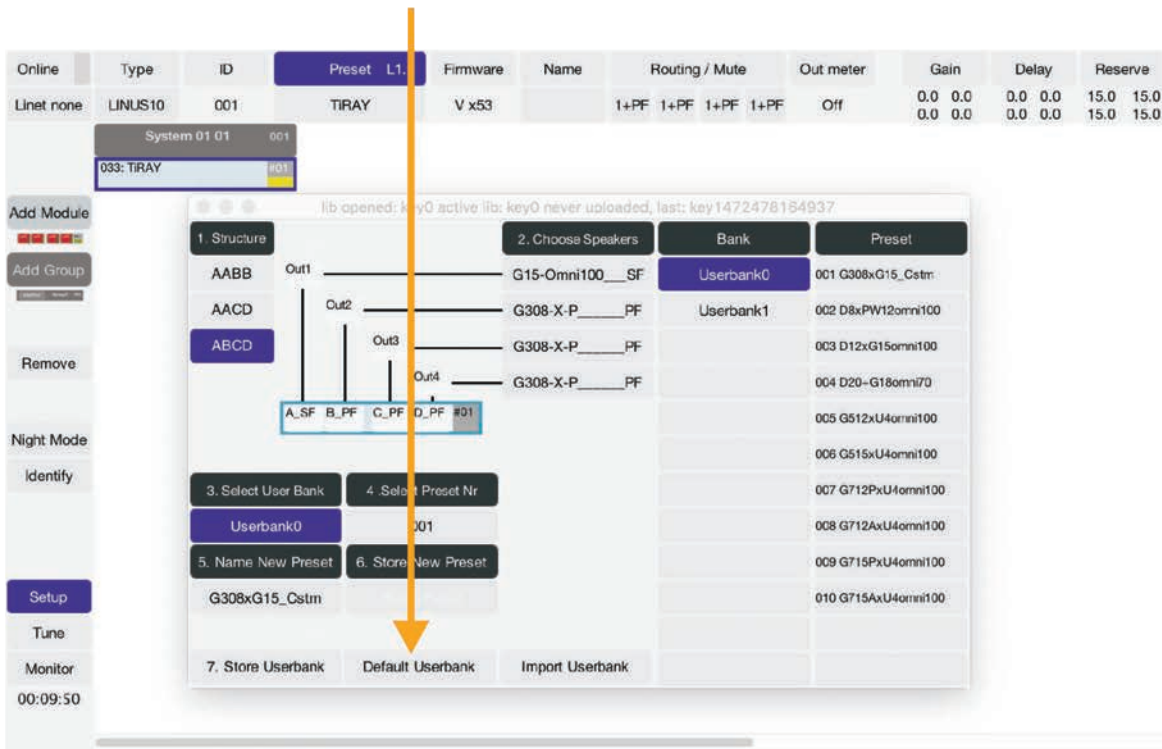 Online Type ID Preset L1. Firmware Name Routing / Mute Out meter Gain Delay Reserve
Linet none LINUS10 001 TiRAY V x53 1+PF 1+PF 1+PF 1+PF Off 0.0 0.0 0.0 0.0 15.0 15.0
0.0 0.0 0.0 0.0 15.0 15.0
System 01 01 001
033: TiRAY #01
Add Module
Add Group
Remove
Night Mode
Identify
Setup
Tune
Monitor
00:09:50
lib opened: key0 active lib: key0 never uploaded, last: key1472478164937
1. Structure
AABB
AACD
ABCD
Out1
Out2
Out3
Out4
A_SF B_PF C_PF D_PF #01
2. Choose Speakers
G15-Omni100___SF
G308-X-P______PF
G308-X-P______PF
G308-X-P______PF
Bank
Userbank0
Userbank1
Preset
001 G308xG15_Cstm
002 D8xPW12omni100
003 D12xG15omni100
004 D20-G18omni70
005 G512xU4omni100
006 G515xU4omni100
007 G712PxU4omni100
008 G712AxU4omni100
009 G715PxU4omni100
010 G715AxU4omni100
3. Select User Bank
4 .Select Preset Nr
Userbank0
001
5. Name New Preset
6. Store New Preset
G308xG15_Cstm
7. Store Userbank
Default Userbank
Import Userbank